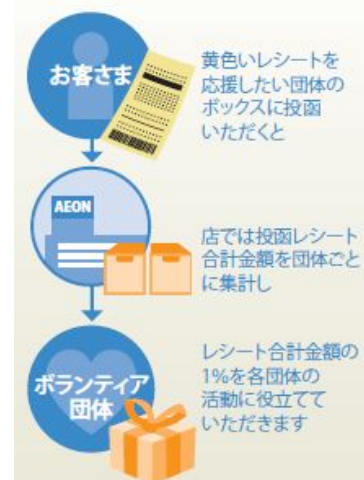 お客さま
黄色いレシートを
応援したい団体の
ボックスに投函
いただくと
AEON
店では投函レシート
合計金額を団体ごと
に集計し
ボランティア
団体
レシート合計金額の
1%を各団体の
活動に役立てて
いただきます